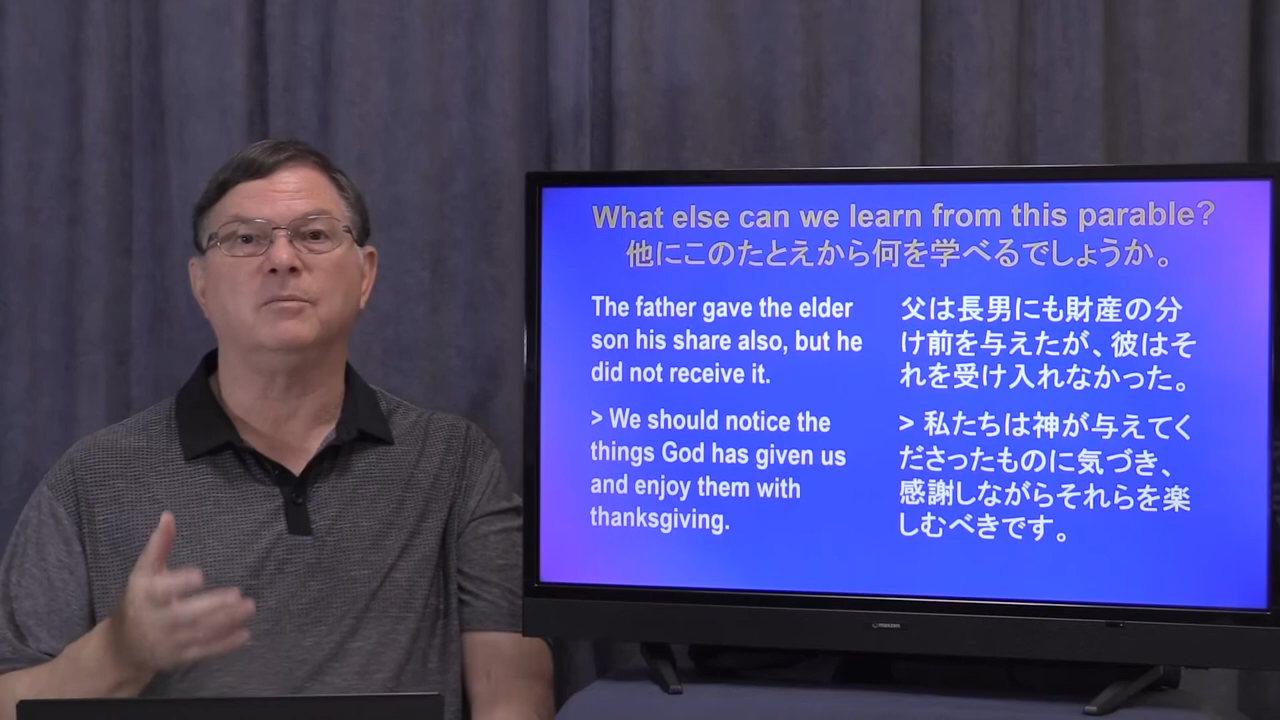 What else can we learn from this parable?
他にこのたとえから何を学べるでしょうか。
The father gave the elder
son his share also, but he
did not receive it.
> We should notice the
things God has given us
and enjoy them with
thanksgiving.
父は長男にも財産の分
け前を与えたが、彼はそ
れを受け入れなかった。
> 私たちは神が与えてく
ださったものに気づき、
感謝しながらそれらを楽
しむべきです。